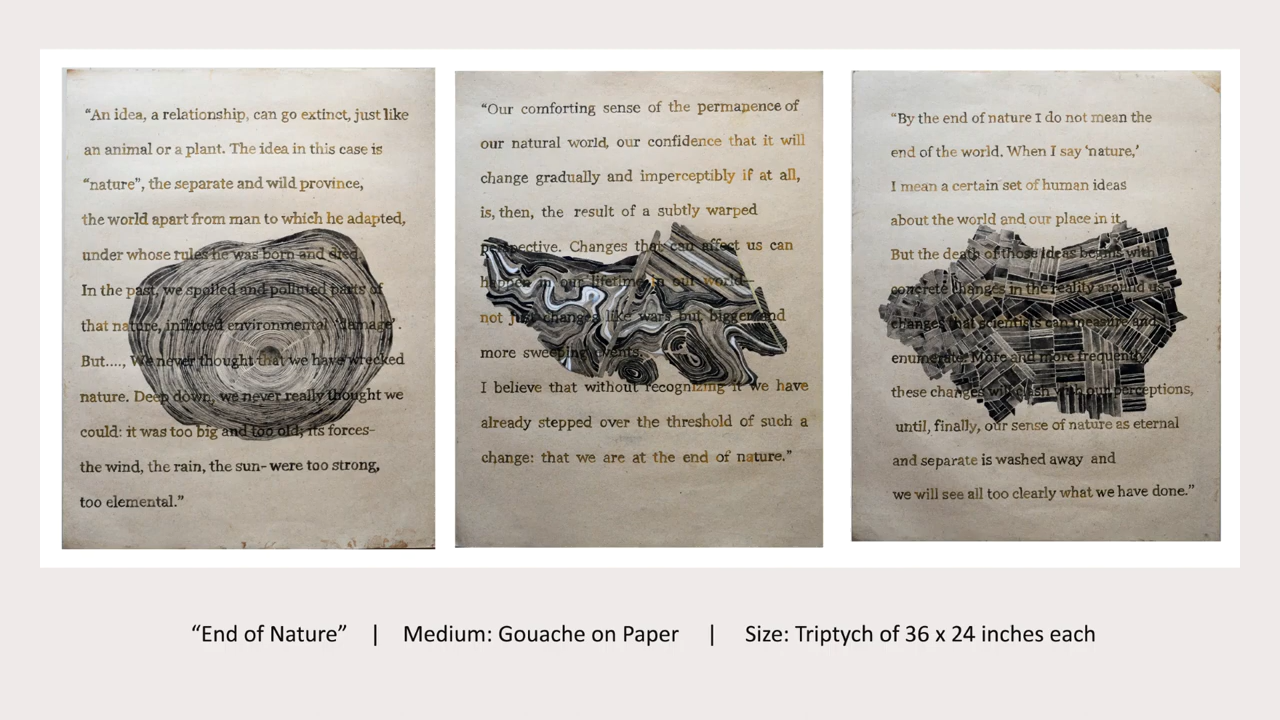 “An idea, a relationship, can go extinct, just like
an animal or a plant. The idea in this case is
“nature”, the separate and wild province,
the world apart from man to which he adapted,
under whose rules he was born and died.
In the past, we spoiled and polluted parts of
that nature, inflicted environmental ‘damage’.
But...., We never thought that we have wrecked
nature. Deep down, we never really thought we
could: it was too big and too old; its forces-
the wind, the rain, the sun- were too strong,
too elemental.”
“Our comforting sense of the permanence of
our natural world, our confidence that it will
change gradually and imperceptibly if at all,
is, then, the result of a subtly warped
perspective. Changes that can affect us can
happen in our lifetime in our world—
not just changes like wars but bigger and
more sweeping events.
I believe that without recognizing it we have
already stepped over the threshold of such a
change: that we are at the end of nature.”
“By the end of nature I do not mean the
end of the world. When I say ‘nature,’
I mean a certain set of human ideas
about the world and our place in it.
But the death of those ideas begins with
concrete changes in the reality around us,
changes that scientists can measure and
enumerate. More and more frequently
these changes will clash with our perceptions,
until, finally, our sense of nature as eternal
and separate is washed away and
we will see all too clearly what we have done.”
“End of Nature” | Medium: Gouache on Paper | Size: Triptych of 36 x 24 inches each